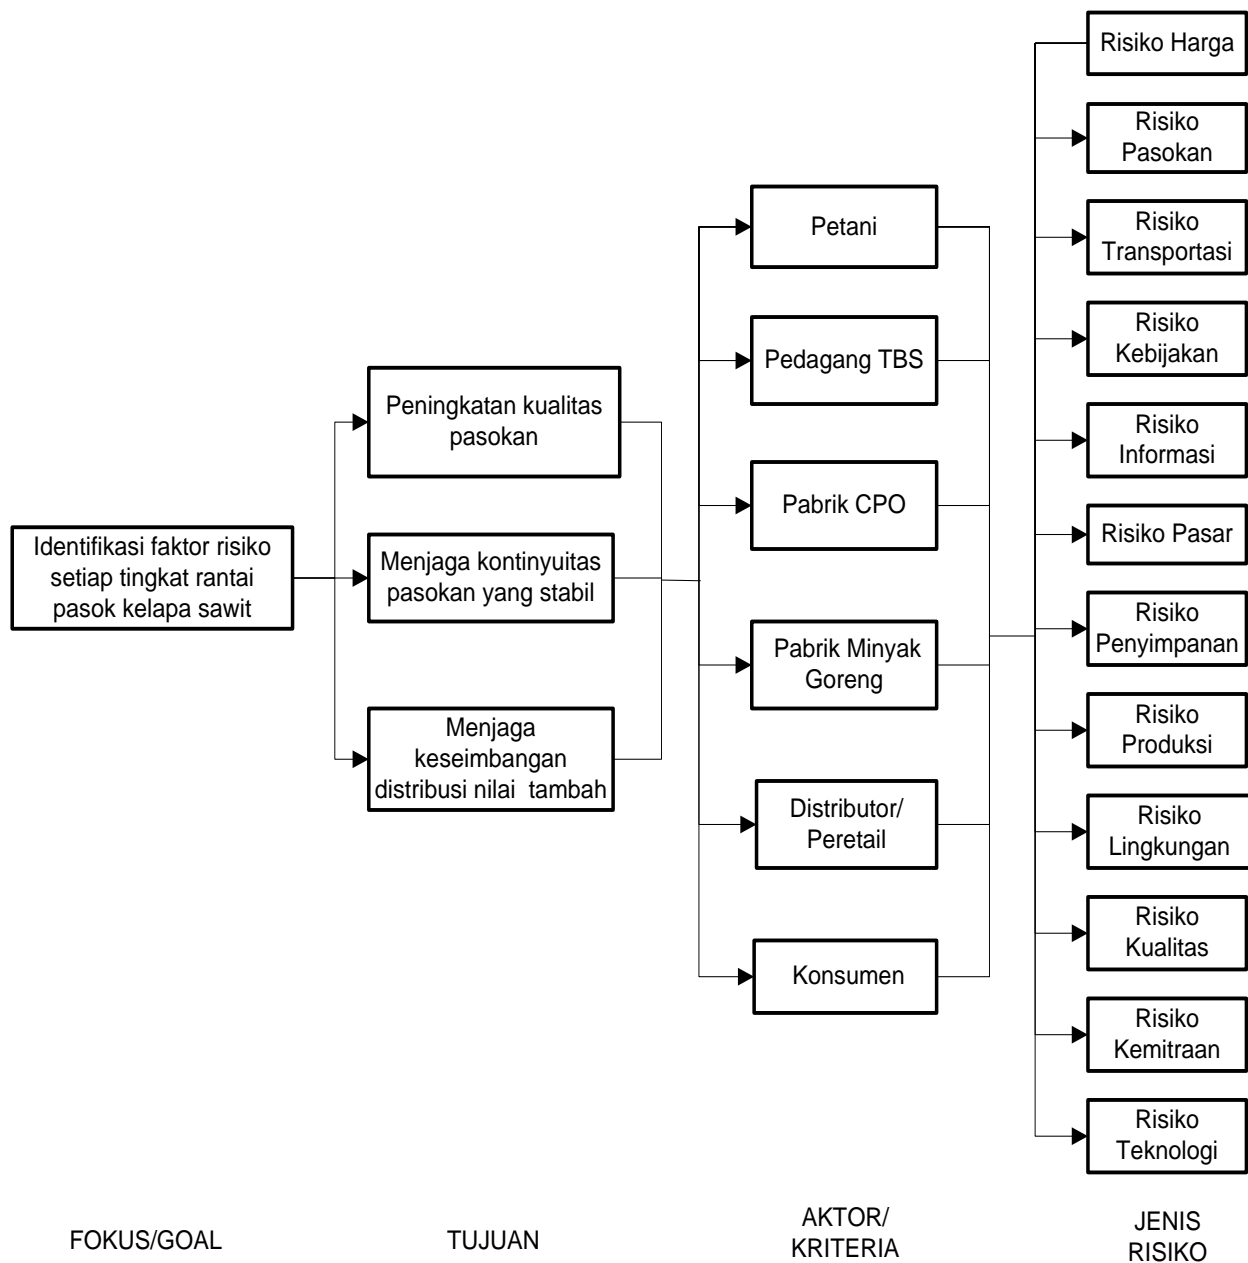 Identifikasi faktor risiko
setiap tingkat rantai
pasok kelapa sawit
Peningkatan kualitas
pasokan
Menjaga kontinyuitas
pasokan yang stabil
Menjaga
keseimbangan
distribusi nilai tambah
Petani
Pedagang TBS
Pabrik CPO
Pabrik Minyak
Goreng
Distributor/
Peretail
Konsumen
Risiko Harga
Risiko
Pasokan
Risiko
Transportasi
Risiko
Kebijakan
Risiko
Informasi
Risiko Pasar
Risiko
Penyimpanan
Risiko
Produksi
Risiko
Lingkungan
Risiko
Kualitas
Risiko
Kemitraan
Risiko
Teknologi
FOKUS/GOAL
TUJUAN
AKTOR/
KRITERIA
JENIS
RISIKO